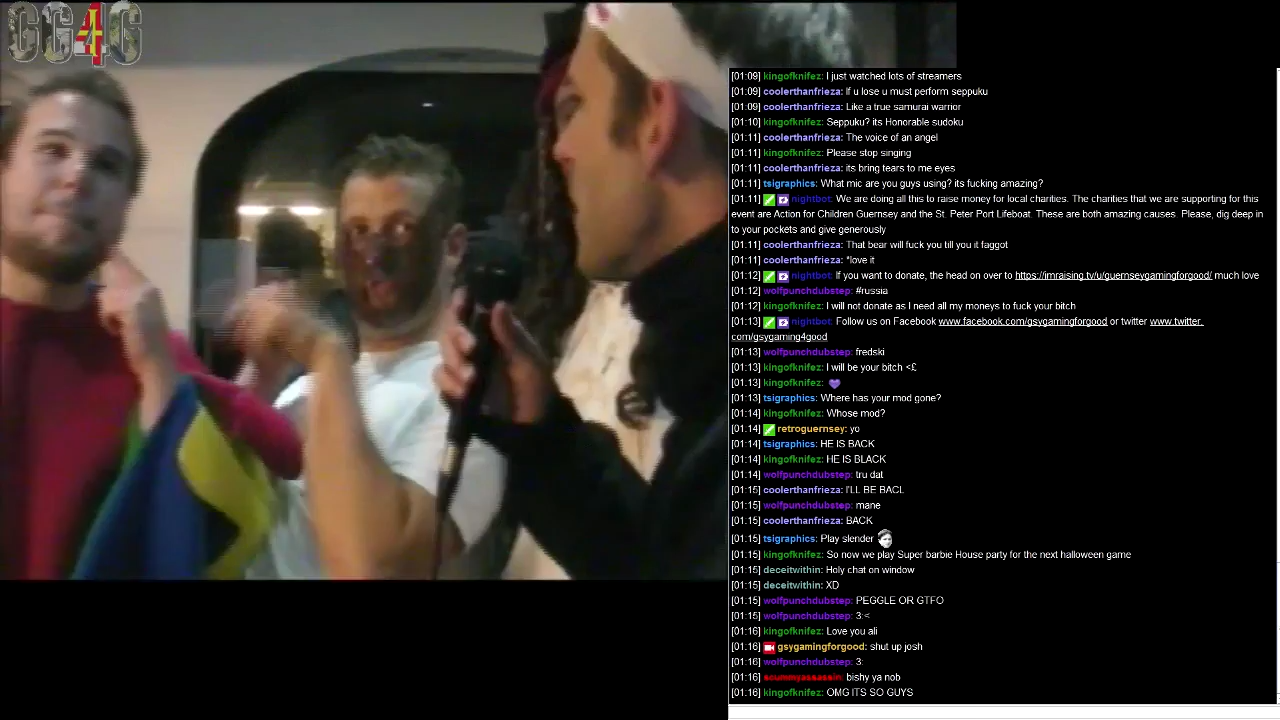 GG4G
[01:09] kingofknifez: I just watched lots of streamers
[01:09] coolerthanfrieza: If u lose u must perform seppuku
[01:09] coolerthanfrieza: Like a true samurai warrior
[01:10] kingofknifez: Seppuku? its Honorable sudoku
[01:11] coolerthanfrieza: The voice of an angel
[01:11] kingofknifez: Please stop singing
[01:11] coolerthanfrieza: its bring tears to me eyes
[01:11] tsigraphics: What mic are you guys using? its fucking amazing?
[01:11] nightbot: We are doing all this to raise money for local charities. The charities that we are supporting for this
event are Action for Children Guernsey and the St. Peter Port Lifeboat. These are both amazing causes. Please, dig deep in
to your pockets and give generously
[01:11] coolerthanfrieza: That bear will fuck you till you it faggot
[01:11] coolerthanfrieza: *love it
[01:12] nightbot: If you want to donate, the head on over to https://imraising.tv/u/guernseygamingforgood/ much love
[01:12] wolfpunchdubstep: #russia
[01:12] kingofknifez: I will not donate as I need all my moneys to fuck your bitch
[01:13] nightbot: Follow us on Facebook www.facebook.com/gsygamingforgood or twitter www.twitter.
com/gsygaming4good
[01:13] wolfpunchdubstep: fredski
[01:13] kingofknifez: I will be your bitch <£
[01:13] kingofknifez:
[01:13] tsigraphics: Where has your mod gone?
[01:14] kingofknifez: Whose mod?
[01:14] retroguernsey: yo
[01:14] tsigraphics: HE IS BACK
[01:14] kingofknifez: HE IS BLACK
[01:14] wolfpunchdubstep: tru dat
[01:15] coolerthanfrieza: I'LL BE BACL
[01:15] wolfpunchdubstep: mane
[01:15] coolerthanfrieza: BACK
[01:15] tsigraphics: Play slender
[01:15] kingofknifez: So now we play Super barbie House party for the next halloween game
[01:15] deceitwithin: Holy chat on window
[01:15] deceitwithin: XD
[01:15] wolfpunchdubstep: PEGGLE OR GTFO
[01:15] wolfpunchdubstep: 3:<
[01:16] kingofknifez: Love you ali
[01:16] gsygamingforgood: shut up josh
[01:16] wolfpunchdubstep: 3:
[01:16] scummyassasin: bishy ya nob
[01:16] kingofknifez: OMG ITS SO GUYS